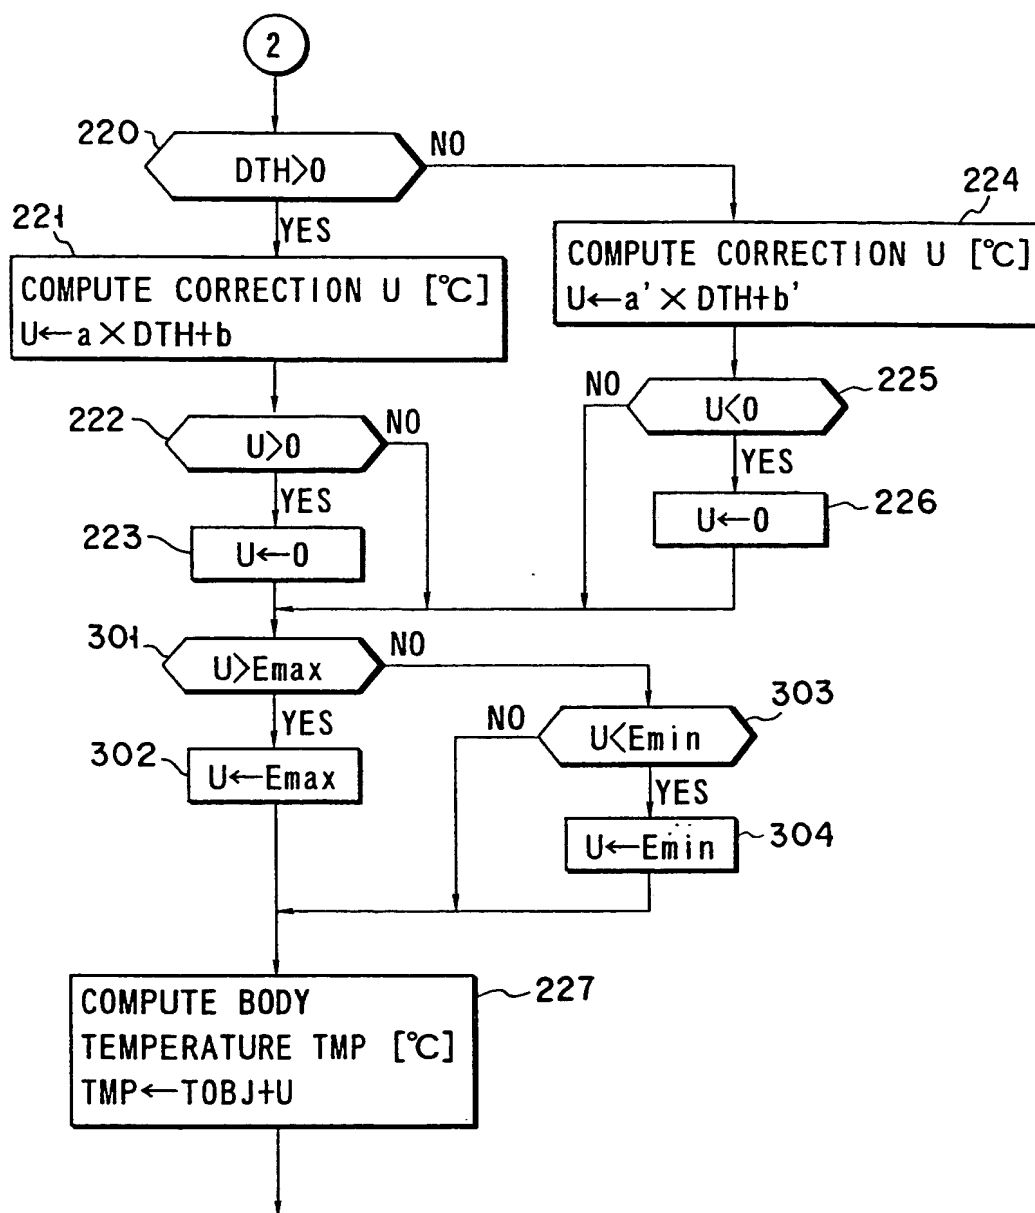 2
220
DTH>0
NO
YES
221
COMPUTE CORRECTION U [℃]
U←a×DTH+b
224
COMPUTE CORRECTION U [℃]
U←a'×DTH+b'
222
U>0
NO
YES
223
U←0
NO
U<0
225
YES
U←0
226
301
U>Emax
NO
YES
302
U←Emax
NO
U<Emin
303
YES
U←Emin
304
COMPUTE BODY
TEMPERATURE TMP [℃]
TMP←TOBJ+U
227